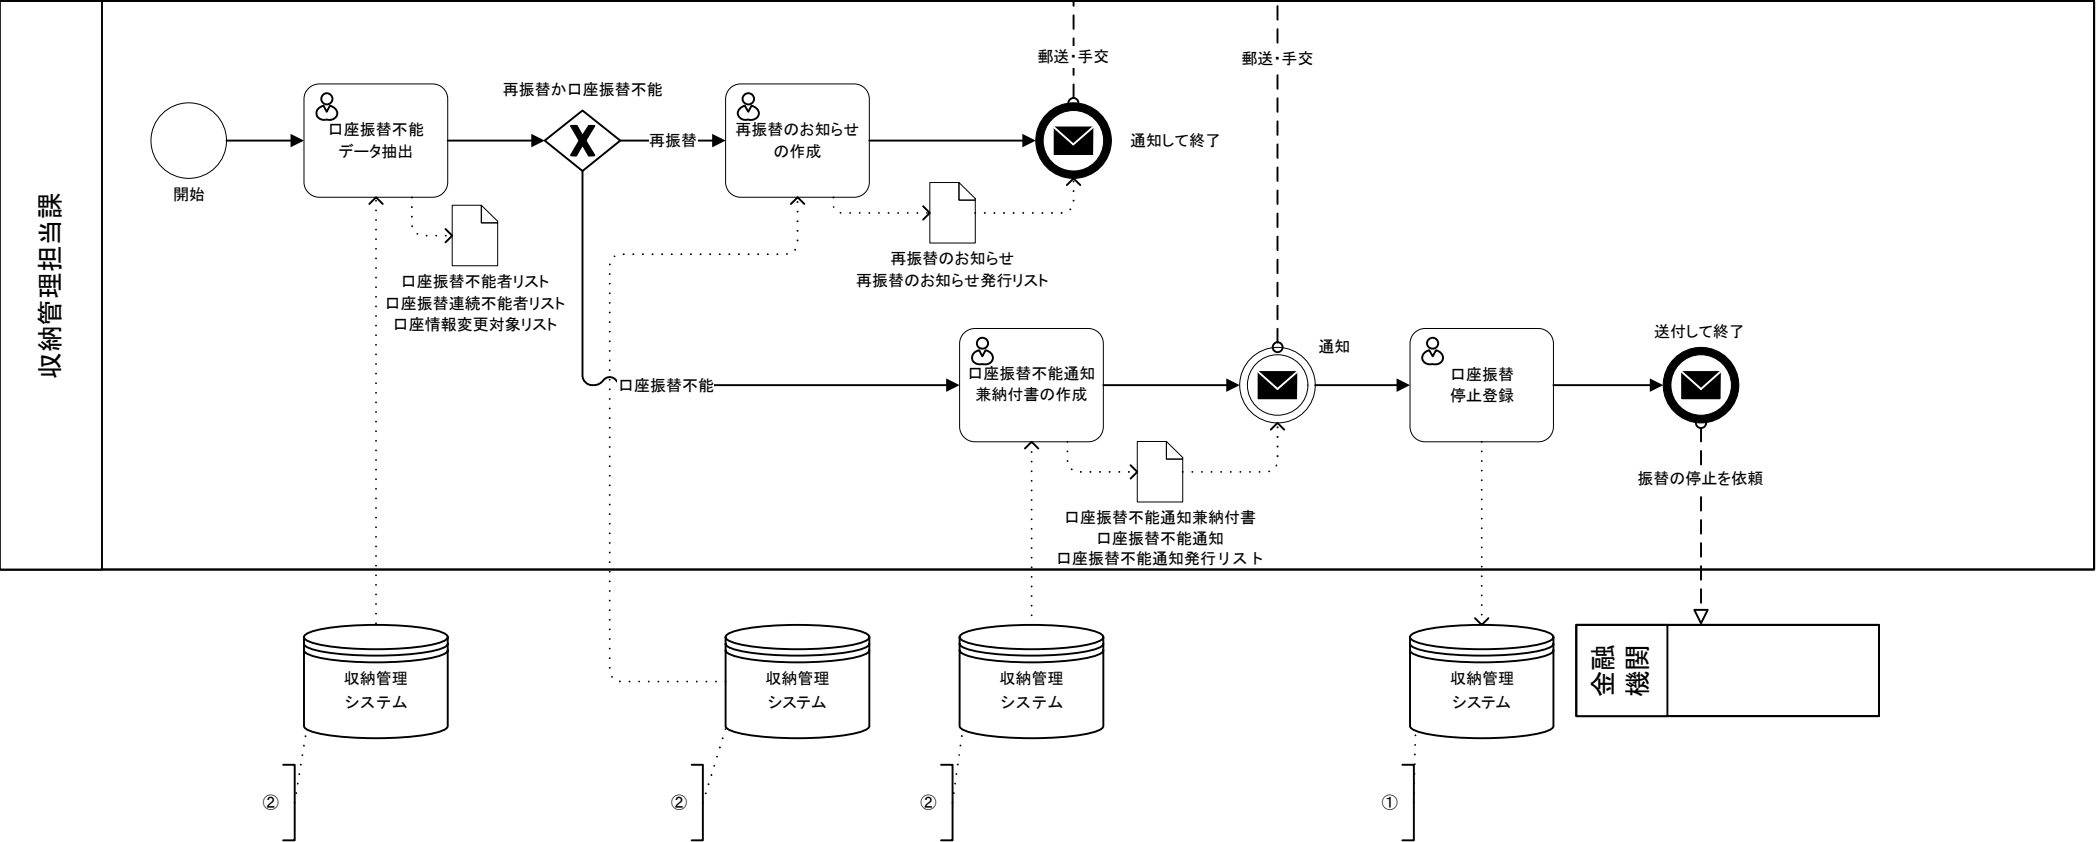 収納管理担当課
郵送・手交
郵送・手交
再振替か口座振替不能
口座振替不能
データ抽出
再振替
再振替のお知らせ
の作成
通知して終了
開始
再振替のお知らせ
再振替のお知らせ発行リスト
口座振替不能者リスト
口座振替連続不能者リスト
口座情報変更対象リスト
口座振替不能
口座振替不能通知
兼納付書の作成
通知
口座振替
停止登録
送付して終了
振替の停止を依頼
口座振替不能通知兼納付書
口座振替不能通知
口座振替不能通知発行リスト
収納管理
システム
収納管理
システム
収納管理
システム
収納管理
システム
金融
機関
②
②
②
①